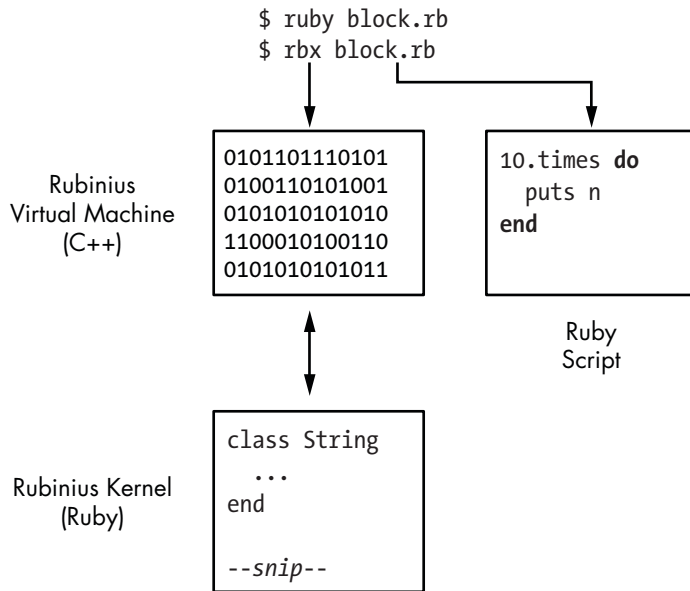 $ ruby block.rb
$ rbx block.rb
Rubinius
Virtual Machine
(C++)
0101101110101
0100110101001
0101010101010
1100010100110
0101010101011
10.times do
  puts n
end
Ruby
Script
Rubinius Kernel
(Ruby)
class String
  ...
end
--snip--